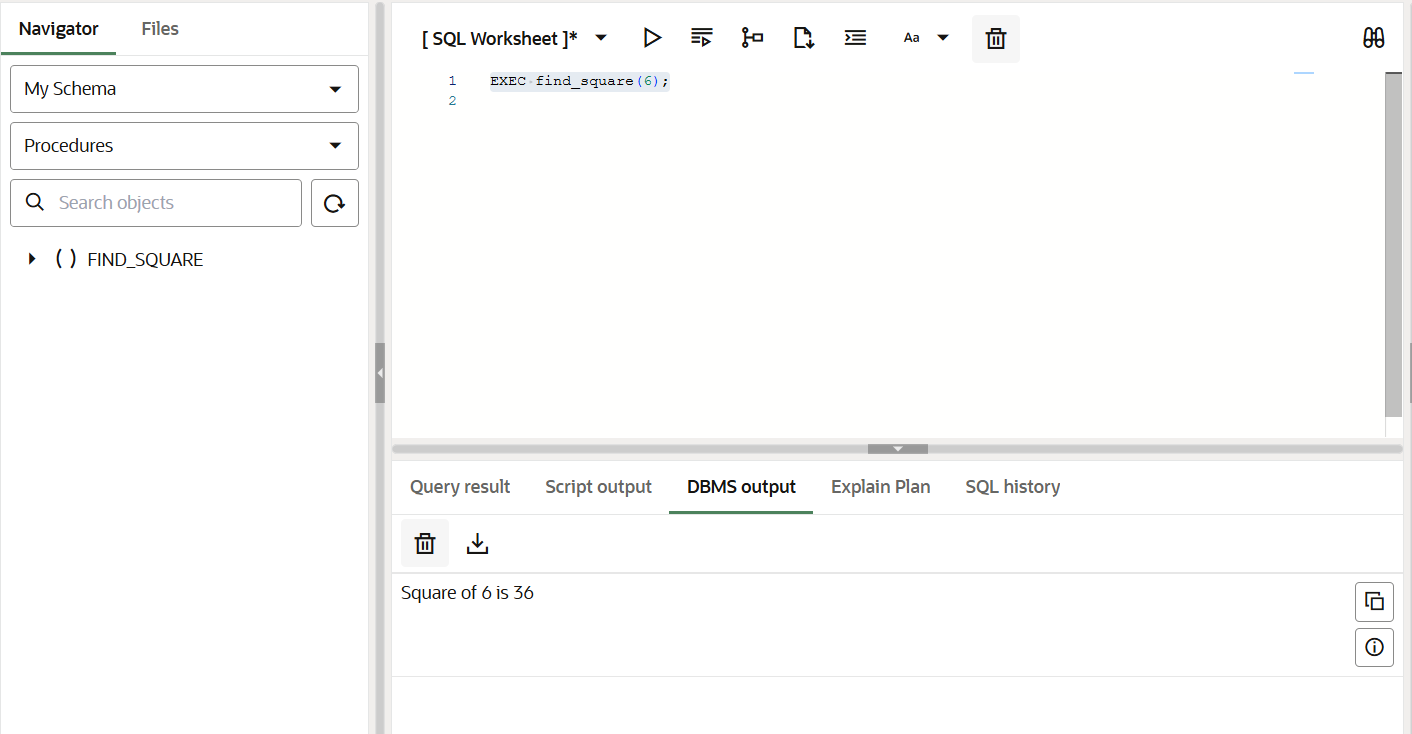 Navigator Files
My Schema
Procedures
Search objects
( ) FIND_SQUARE
[ SQL Worksheet ]* Aa
1 EXEC find_square(6);
2
Query result Script output DBMS output Explain Plan SQL history
Square of 6 is 36